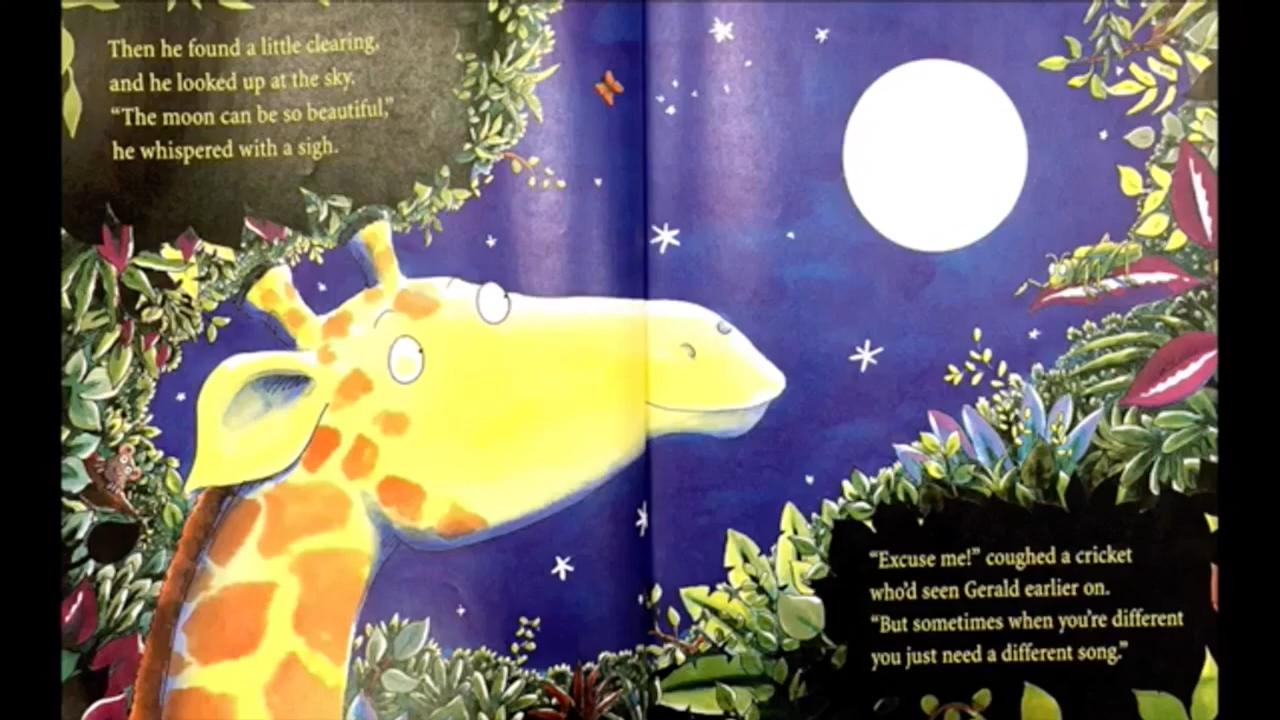 Then he found a little clearing,
and he looked up at the sky.
“The moon can be so beautiful,”
he whispered with a sigh.
“Excuse me!” coughed a cricket
who’d seen Gerald earlier on.
“But sometimes when you’re different
you just need a different song.”